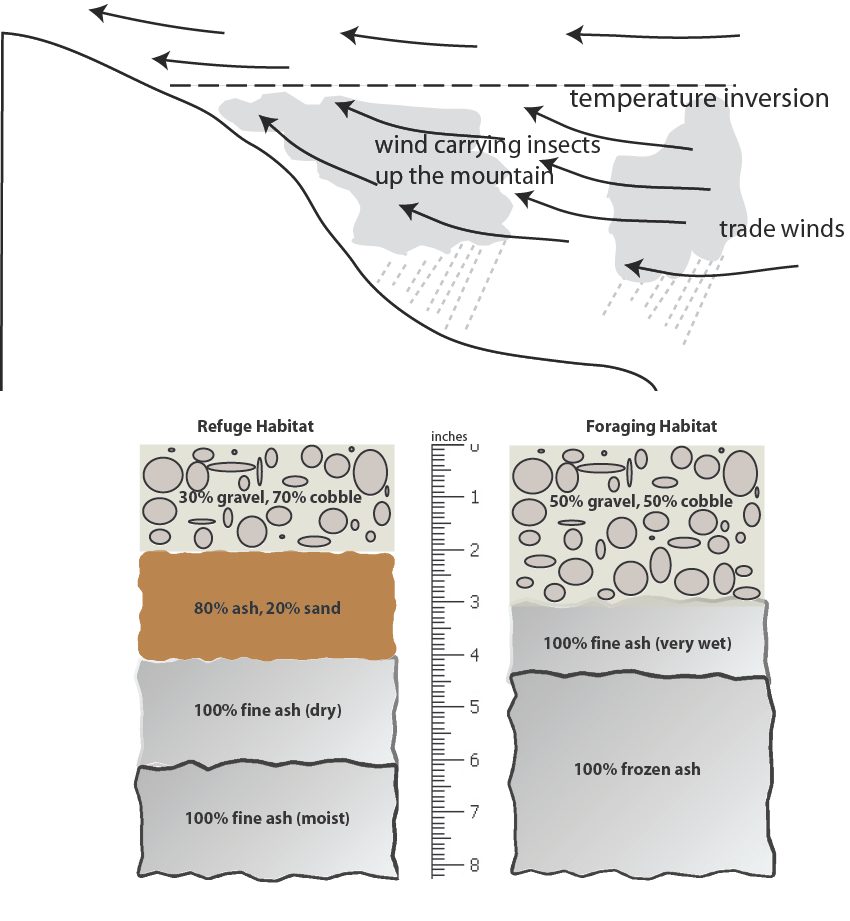 temperature inversion
wind carrying insects
up the mountain
trade winds
Refuge Habitat
inches
Foraging Habitat
0
30% gravel, 70% cobble
1
50% gravel, 50% cobble
2
80% ash, 20% sand
3
100% fine ash (very wet)
4
100% fine ash (dry)
5
6
100% frozen ash
7
100% fine ash (moist)
8